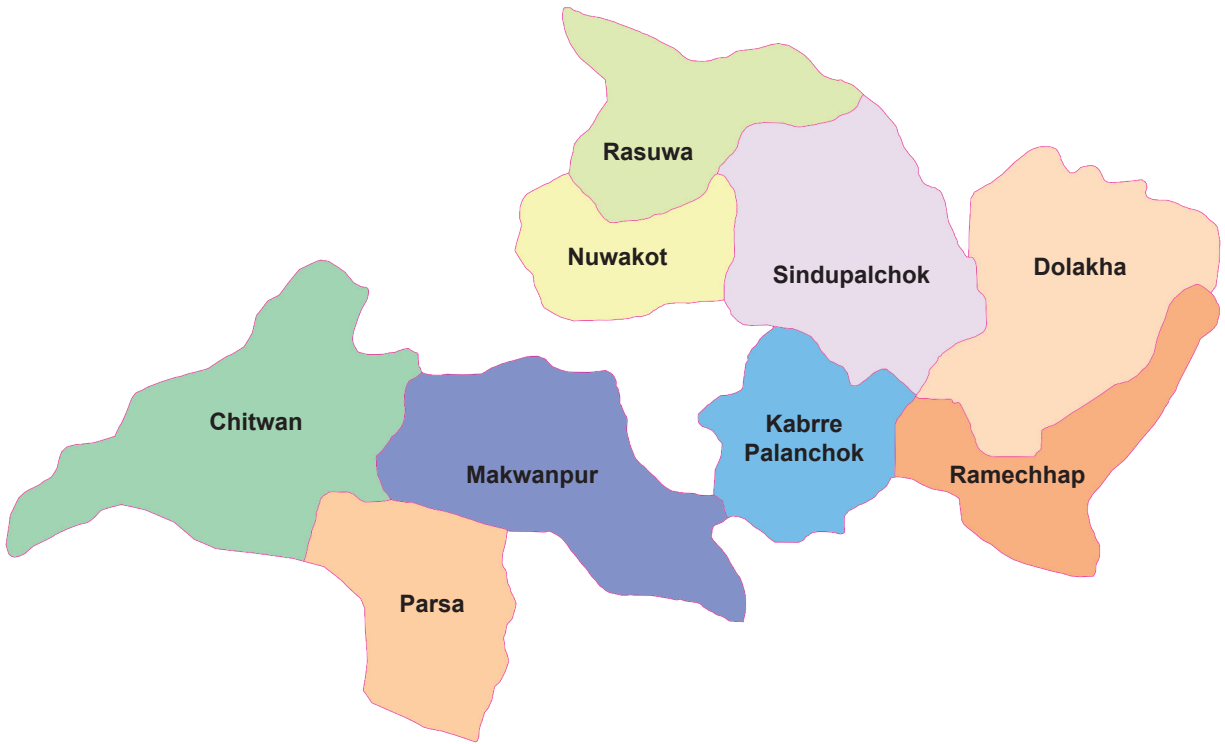 Rasuwa
Nuwakot
Sindupalchok
Dolakha
Chitwan
Kabrre
Palanchok
Makwanpur
Ramechhap
Parsa